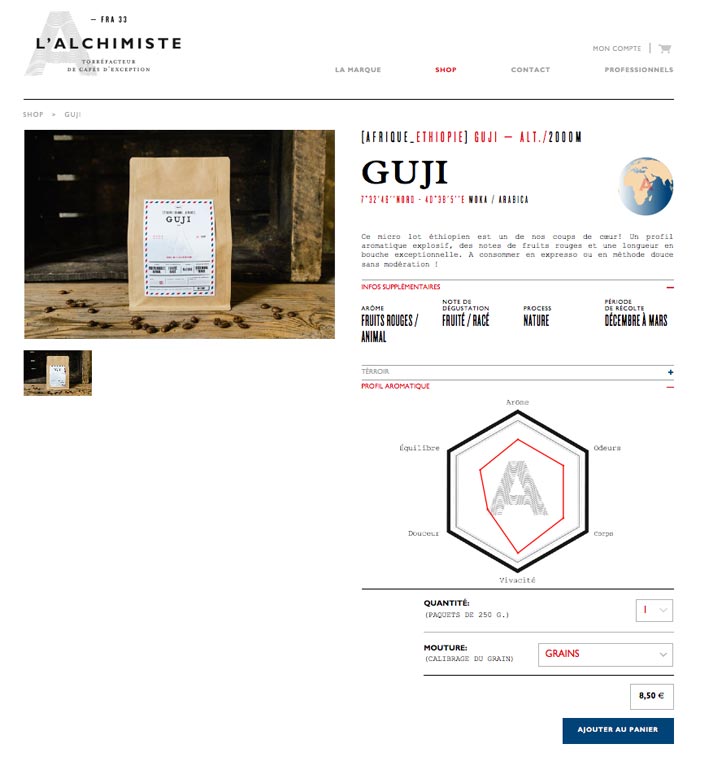 — FRA 33
L'ALCHIMISTE
TORRÉFACTEUR
DE CAFÉS D'EXCEPTION
MON COMPTE
LA MARQUE SHOP CONTACT PROFESSIONNELS
SHOP » GUJI
[AFRIQUE_ETHIOPIE] GUJI — ALT./2000M
GUJI
7°32'46''NORD - 40°38'5''E MOKA / ARABICA
GUJI
Ce micro lot éthiopien est un de nos coups de cœur! Un profil
aromatique explosif, des notes de fruits rouges et une longueur en
bouche exceptionnelle. A consommer en expresso ou en méthode douce
sans modération !
INFOS SUPPLÉMENTAIRES —
ARÔME
FRUITS ROUGES /
ANIMAL
NOTE DE
DÉGUSTATION
FRUITÉ / RACÉ
PROCESS
NATURE
PÉRIODE
DE RÉCOLTE
DÉCEMBRE À MARS
TÉRROIR +
PROFIL AROMATIQUE —
Arôme
Équilibre Odeurs
A
Douceur Corps
Vivacité
QUANTITÉ:
(PAQUETS DE 250 G.)
1
MOUTURE:
(CALIBRAGE DU GRAIN)
GRAINS
8,50 €
AJOUTER AU PANIER